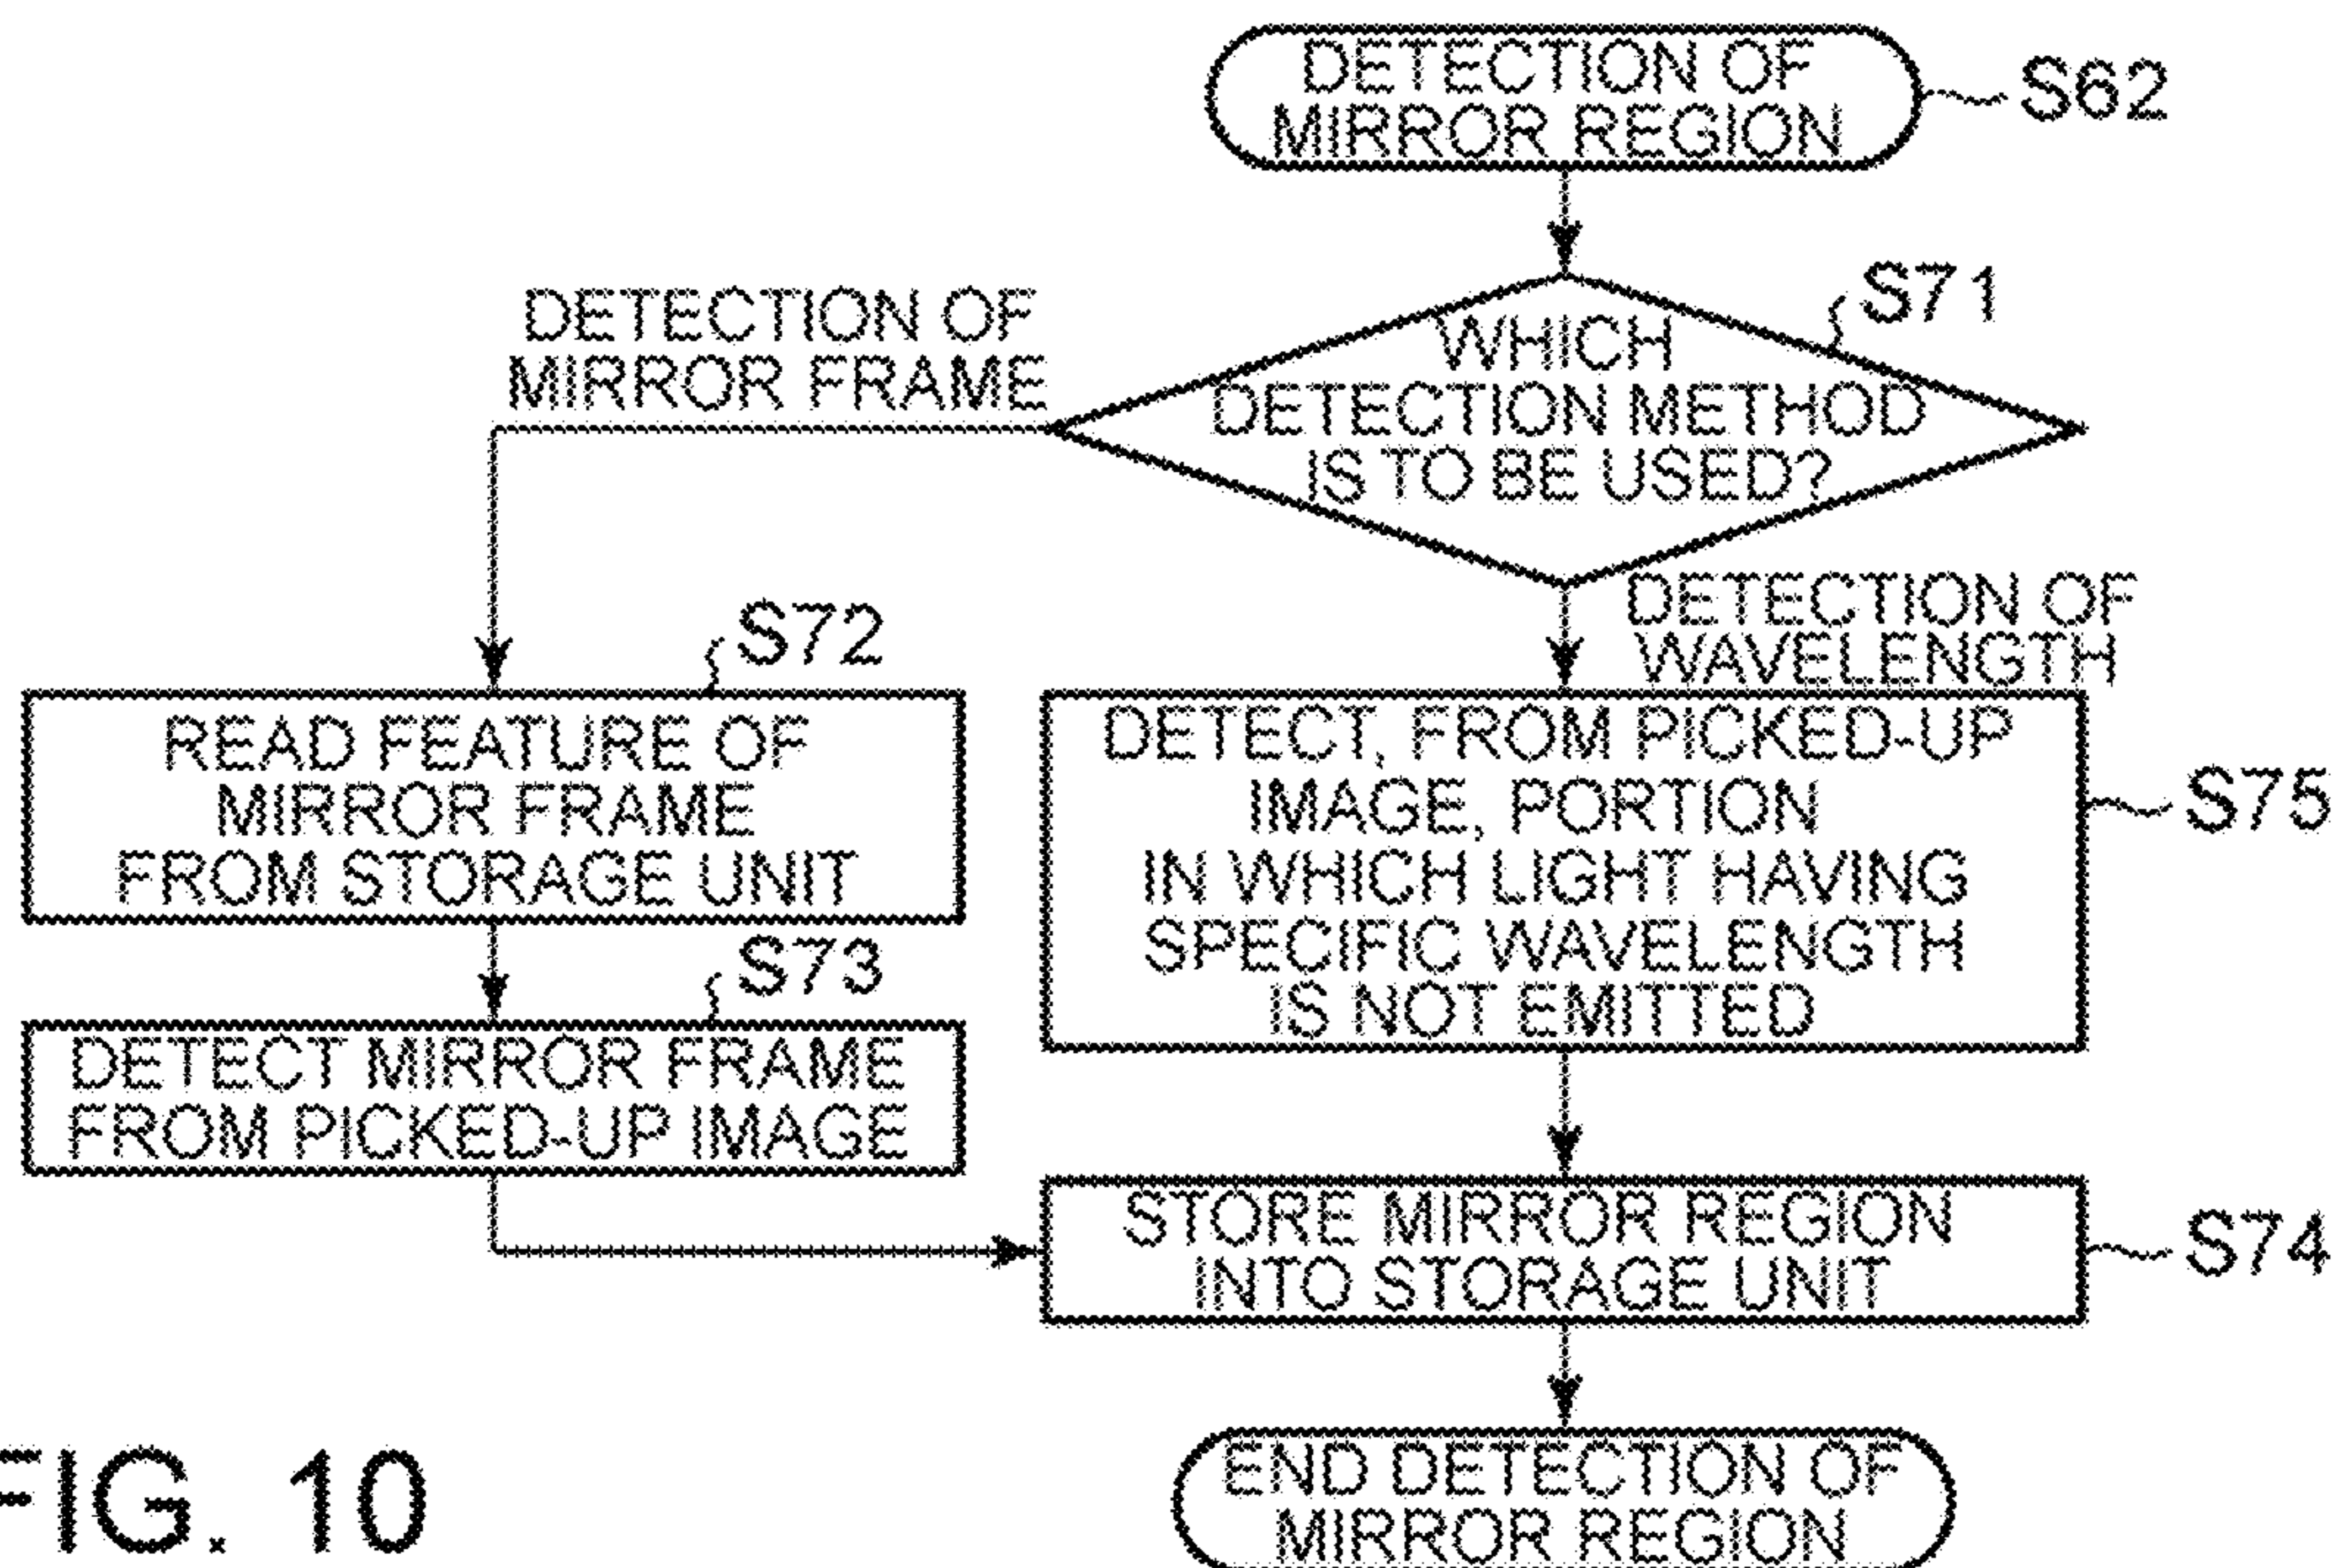 DETECTION OF
MIRROR REGION
S62
S71
WHICH
DETECTION METHOD
IS TO BE USED?
DETECTION OF
MIRROR FRAME
DETECTION OF
WAVELENGTH
S72
READ FEATURE OF
MIRROR FRAME
FROM STORAGE UNIT
S73
DETECT MIRROR FRAME
FROM PICKED-UP IMAGE
DETECT, FROM PICKED-UP
IMAGE, PORTION
IN WHICH LIGHT HAVING
SPECIFIC WAVELENGTH
IS NOT EMITTED
S75
STORE MIRROR REGION
INTO STORAGE UNIT
S74
END DETECTION OF
MIRROR REGION
FIG. 10